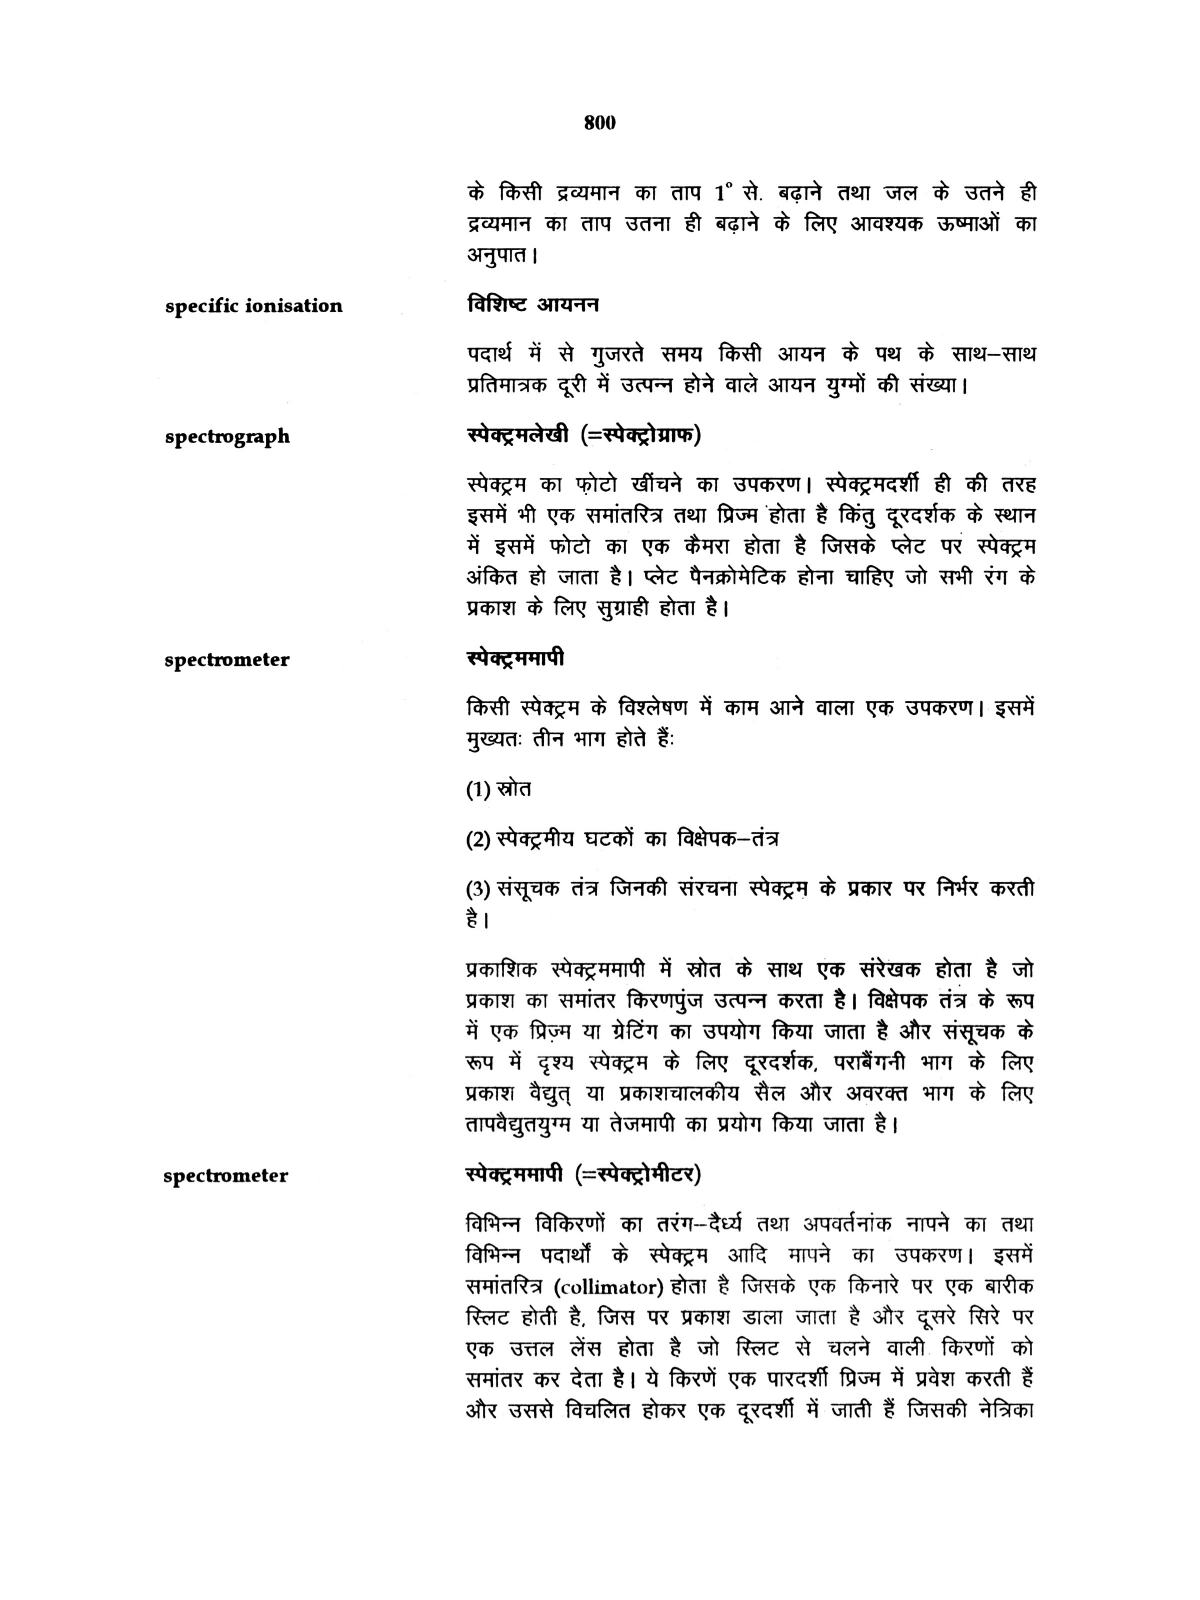 800
के किसी द्रव्यमान का ताप 1° से. बढ़ाने तथा जल के उतने ही
द्रव्यमान का ताप उतना ही बढ़ाने के लिए आवश्यक ऊष्माओं का
अनुपात।
specific ionisation विशिष्ट आयनन
पदार्थ में से गुजरते समय किसी आयन के पथ के साथ–साथ
प्रतिमात्रक दूरी में उत्पन्न होने वाले आयन युग्मों की संख्या।
spectrograph स्पेक्ट्रमलेखी (=स्पेक्ट्रोग्राफ)
स्पेक्ट्रम का फ़ोटो खींचने का उपकरण। स्पेक्ट्रमदर्शी ही की तरह
इसमें भी एक समांतरित्र तथा प्रिज्म होता है किंतु दूरदर्शक के स्थान
में इसमें फोटो का एक कैमरा होता है जिसके प्लेट पर स्पेक्ट्रम
अंकित हो जाता है। प्लेट पैनक्रोमेटिक होना चाहिए जो सभी रंग के
प्रकाश के लिए सुग्राही होता है।
spectrometer स्पेक्ट्रममापी
किसी स्पेक्ट्रम के विश्लेषण में काम आने वाला एक उपकरण। इसमें
मुख्यतः तीन भाग होते हैंः
(1) स्रोत
(2) स्पेक्ट्रमीय घटकों का विक्षेपक–तंत्र
(3) संसूचक तंत्र जिनकी संरचना स्पेक्ट्रम के प्रकार पर निर्भर करती
है।
प्रकाशिक स्पेक्ट्रममापी में स्रोत के साथ एक संरेखक होता है जो
प्रकाश का समांतर किरणपुंज उत्पन्न करता है। विक्षेपक तंत्र के रूप
में एक प्रिज़्म या ग्रेटिंग का उपयोग किया जाता है और संसूचक के
रूप में दृश्य स्पेक्ट्रम के लिए दूरदर्शक, पराबैंगनी भाग के लिए
प्रकाश वैद्युत् या प्रकाशचालकीय सैल और अवरक्त भाग के लिए
तापवैद्युतयुग्म या तेजमापी का प्रयोग किया जाता है।
spectrometer स्पेक्ट्रममापी (=स्पेक्ट्रोमीटर)
विभिन्न विकिरणों का तरंग–दैर्ध्य तथा अपवर्तनांक नापने का तथा
विभिन्न पदार्थों के स्पेक्ट्रम आदि मापने का उपकरण। इसमें
समांतरित्र (collimator) होता है जिसके एक किनारे पर एक बारीक
स्लिट होती है, जिस पर प्रकाश डाला जाता है और दूसरे सिरे पर
एक उत्तल लेंस होता है जो स्लिट से चलने वाली किरणों को
समांतर कर देता है। ये किरणें एक पारदर्शी प्रिज्म में प्रवेश करती हैं
और उससे विचलित होकर एक दूरदर्शी में जाती हैं जिसकी नेत्रिका